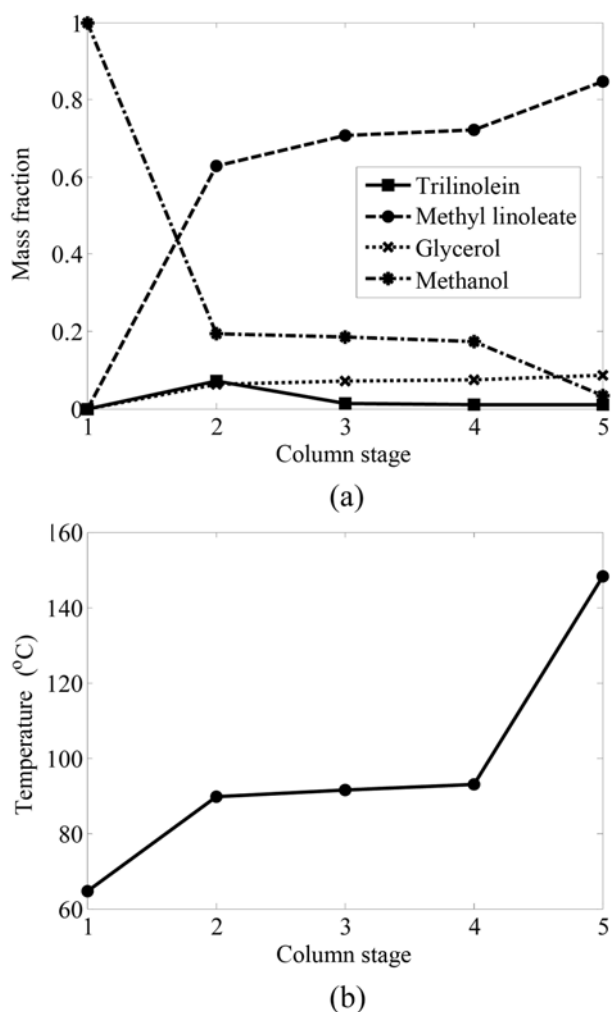 1
0.8
0.6
0.4
0.2
0
Mass fraction
Trilinolein
Methyl linoleate
Glycerol
Methanol
1 2 3 4 5
Column stage
(a)
160
140
120
100
80
60
Temperature (°C)
1 2 3 4 5
Column stage
(b)